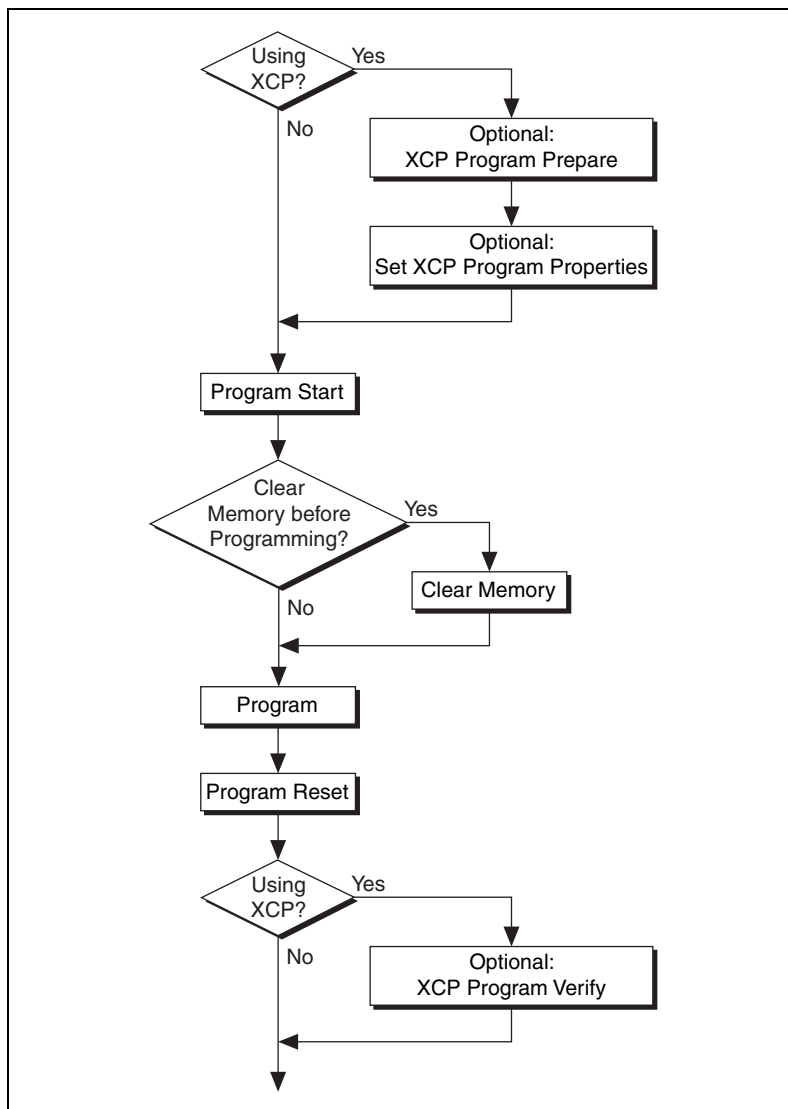 Using
XCP?
Yes
No
Optional:
XCP Program Prepare
Optional:
Set XCP Program Properties
Program Start
Clear
Memory before
Programming?
Yes
No
Clear Memory
Program
Program Reset
Using
XCP?
Yes
No
Optional:
XCP Program Verify